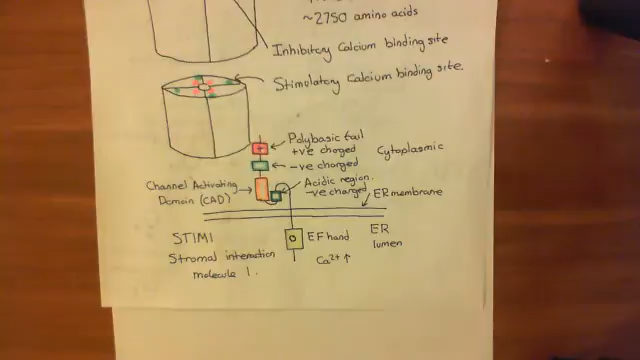 ~2750 amino acids
Inhibitory Calcium binding site
Stimulatory Calcium binding site.
Polybasic tail
+ve charged
Cytoplasmic
-ve charged
Channel Activating
Domain (CAD)
Acidic region.
-ve charged
ER membrane
STIM1
Stromal interaction
molecule 1.
EF hand
Ca2+ ↑
ER
lumen